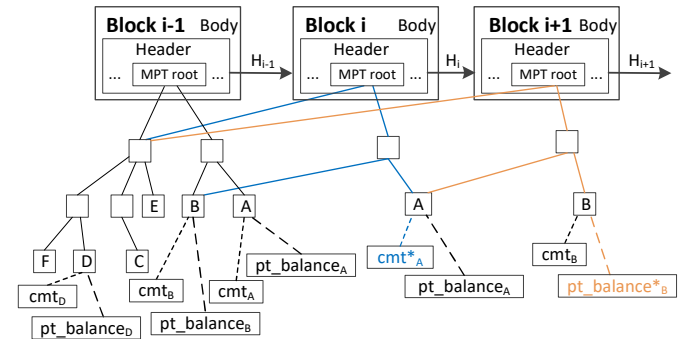 Block i-1 Body
Header
... MPT root ...
H_{i-1}
Block i Body
Header
... MPT root ...
H_i
Block i+1 Body
Header
... MPT root ...
H_{i+1}
E
B
A
F
D
C
cmt_D
pt_balance_D
cmt_B
pt_balance_B
cmt_A
pt_balance_A
A
cmt*_A
pt_balance_A
B
cmt_B
pt_balance*_B